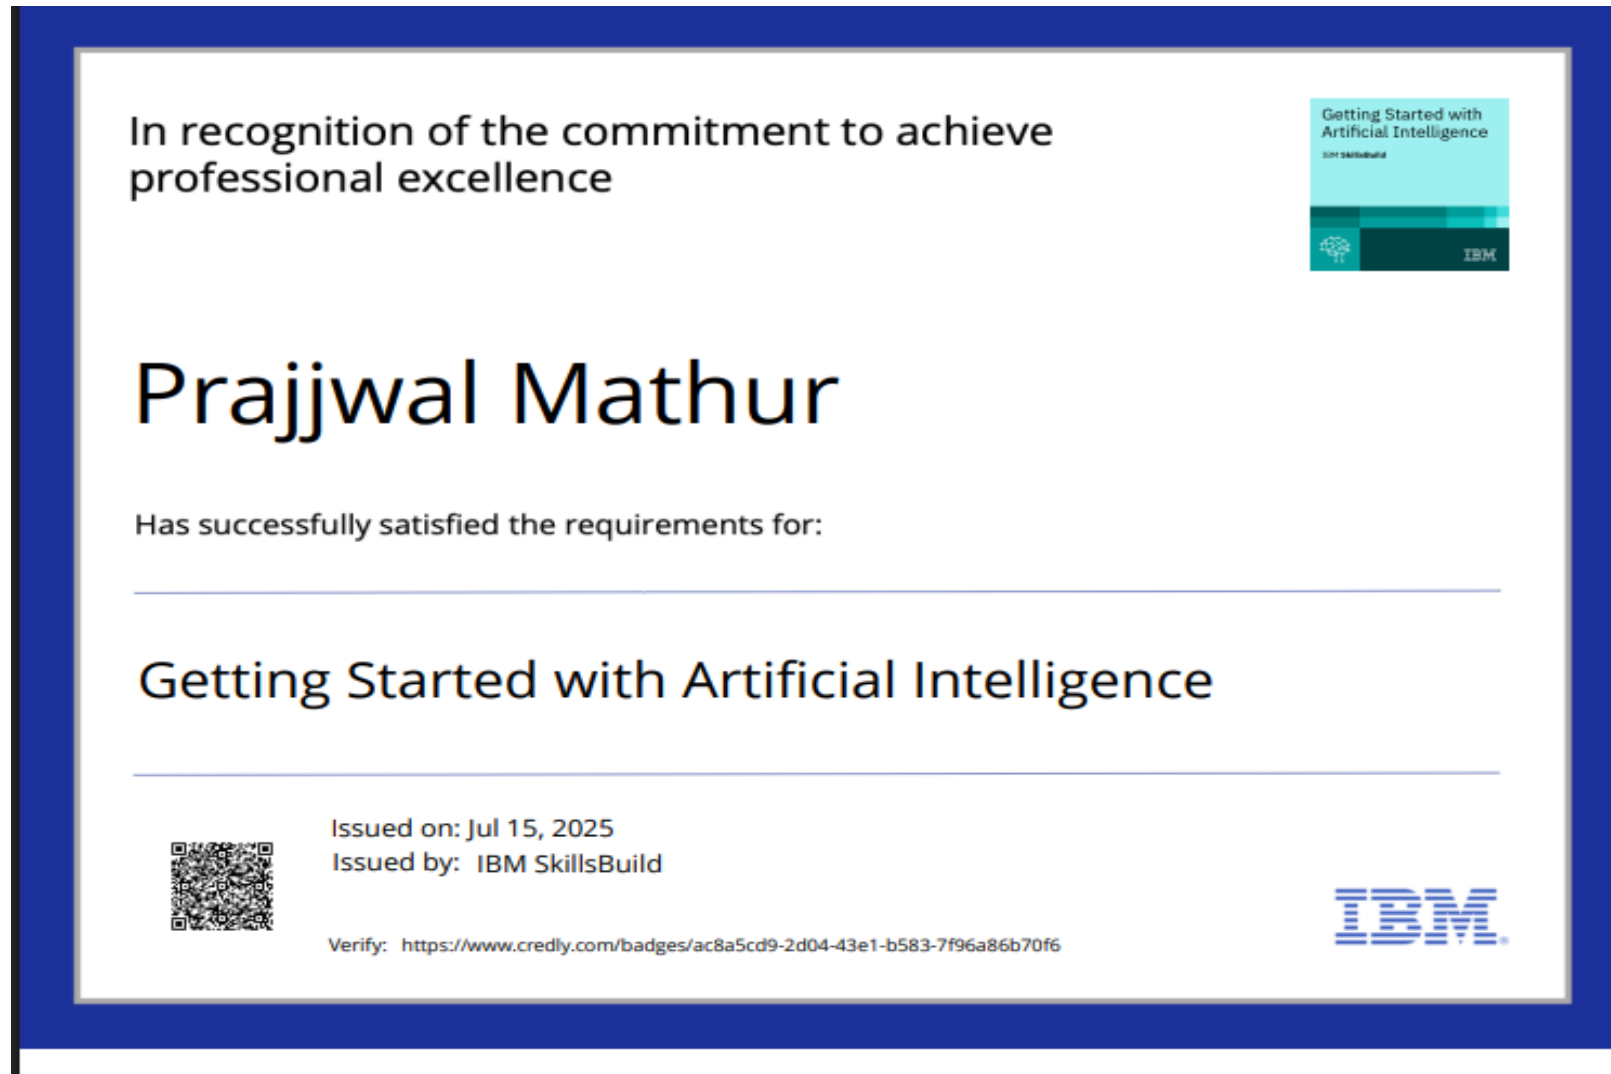 In recognition of the commitment to achieve
professional excellence
Getting Started with
Artificial Intelligence
IBM SkillsBuild
IBM
Prajjwal Mathur
Has successfully satisfied the requirements for:
Getting Started with Artificial Intelligence
Issued on: Jul 15, 2025
Issued by: IBM SkillsBuild
Verify: https://www.credly.com/badges/ac8a5cd9-2d04-43e1-b583-7f96a86b70f6
IBM.